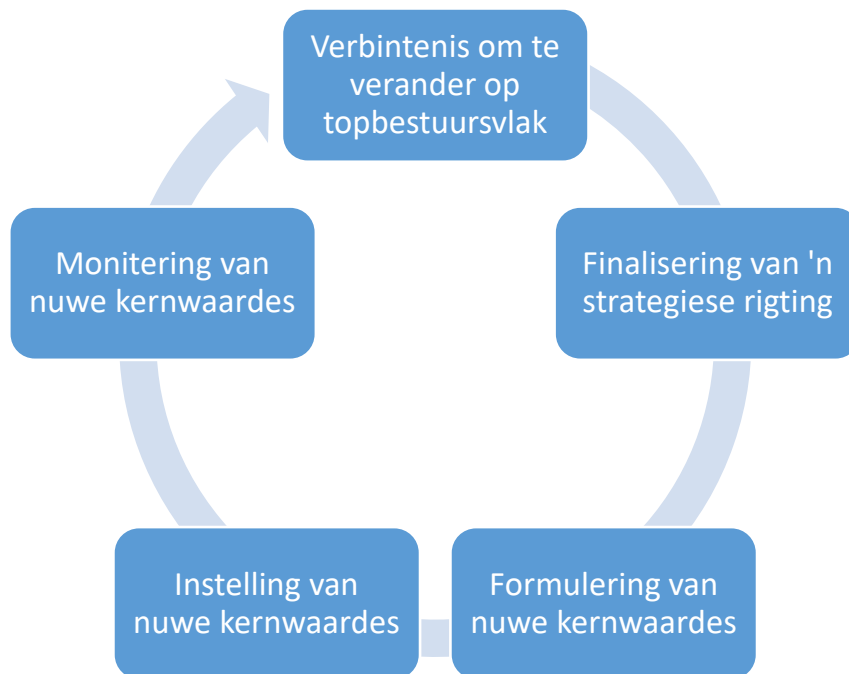 Verbintenis om te
verander op
topbestuursvlak
Finalisering van 'n
strategiese rigting
Formulering van
nuwe kernwaardes
Instelling van
nuwe kernwaardes
Monitering van
nuwe kernwaardes